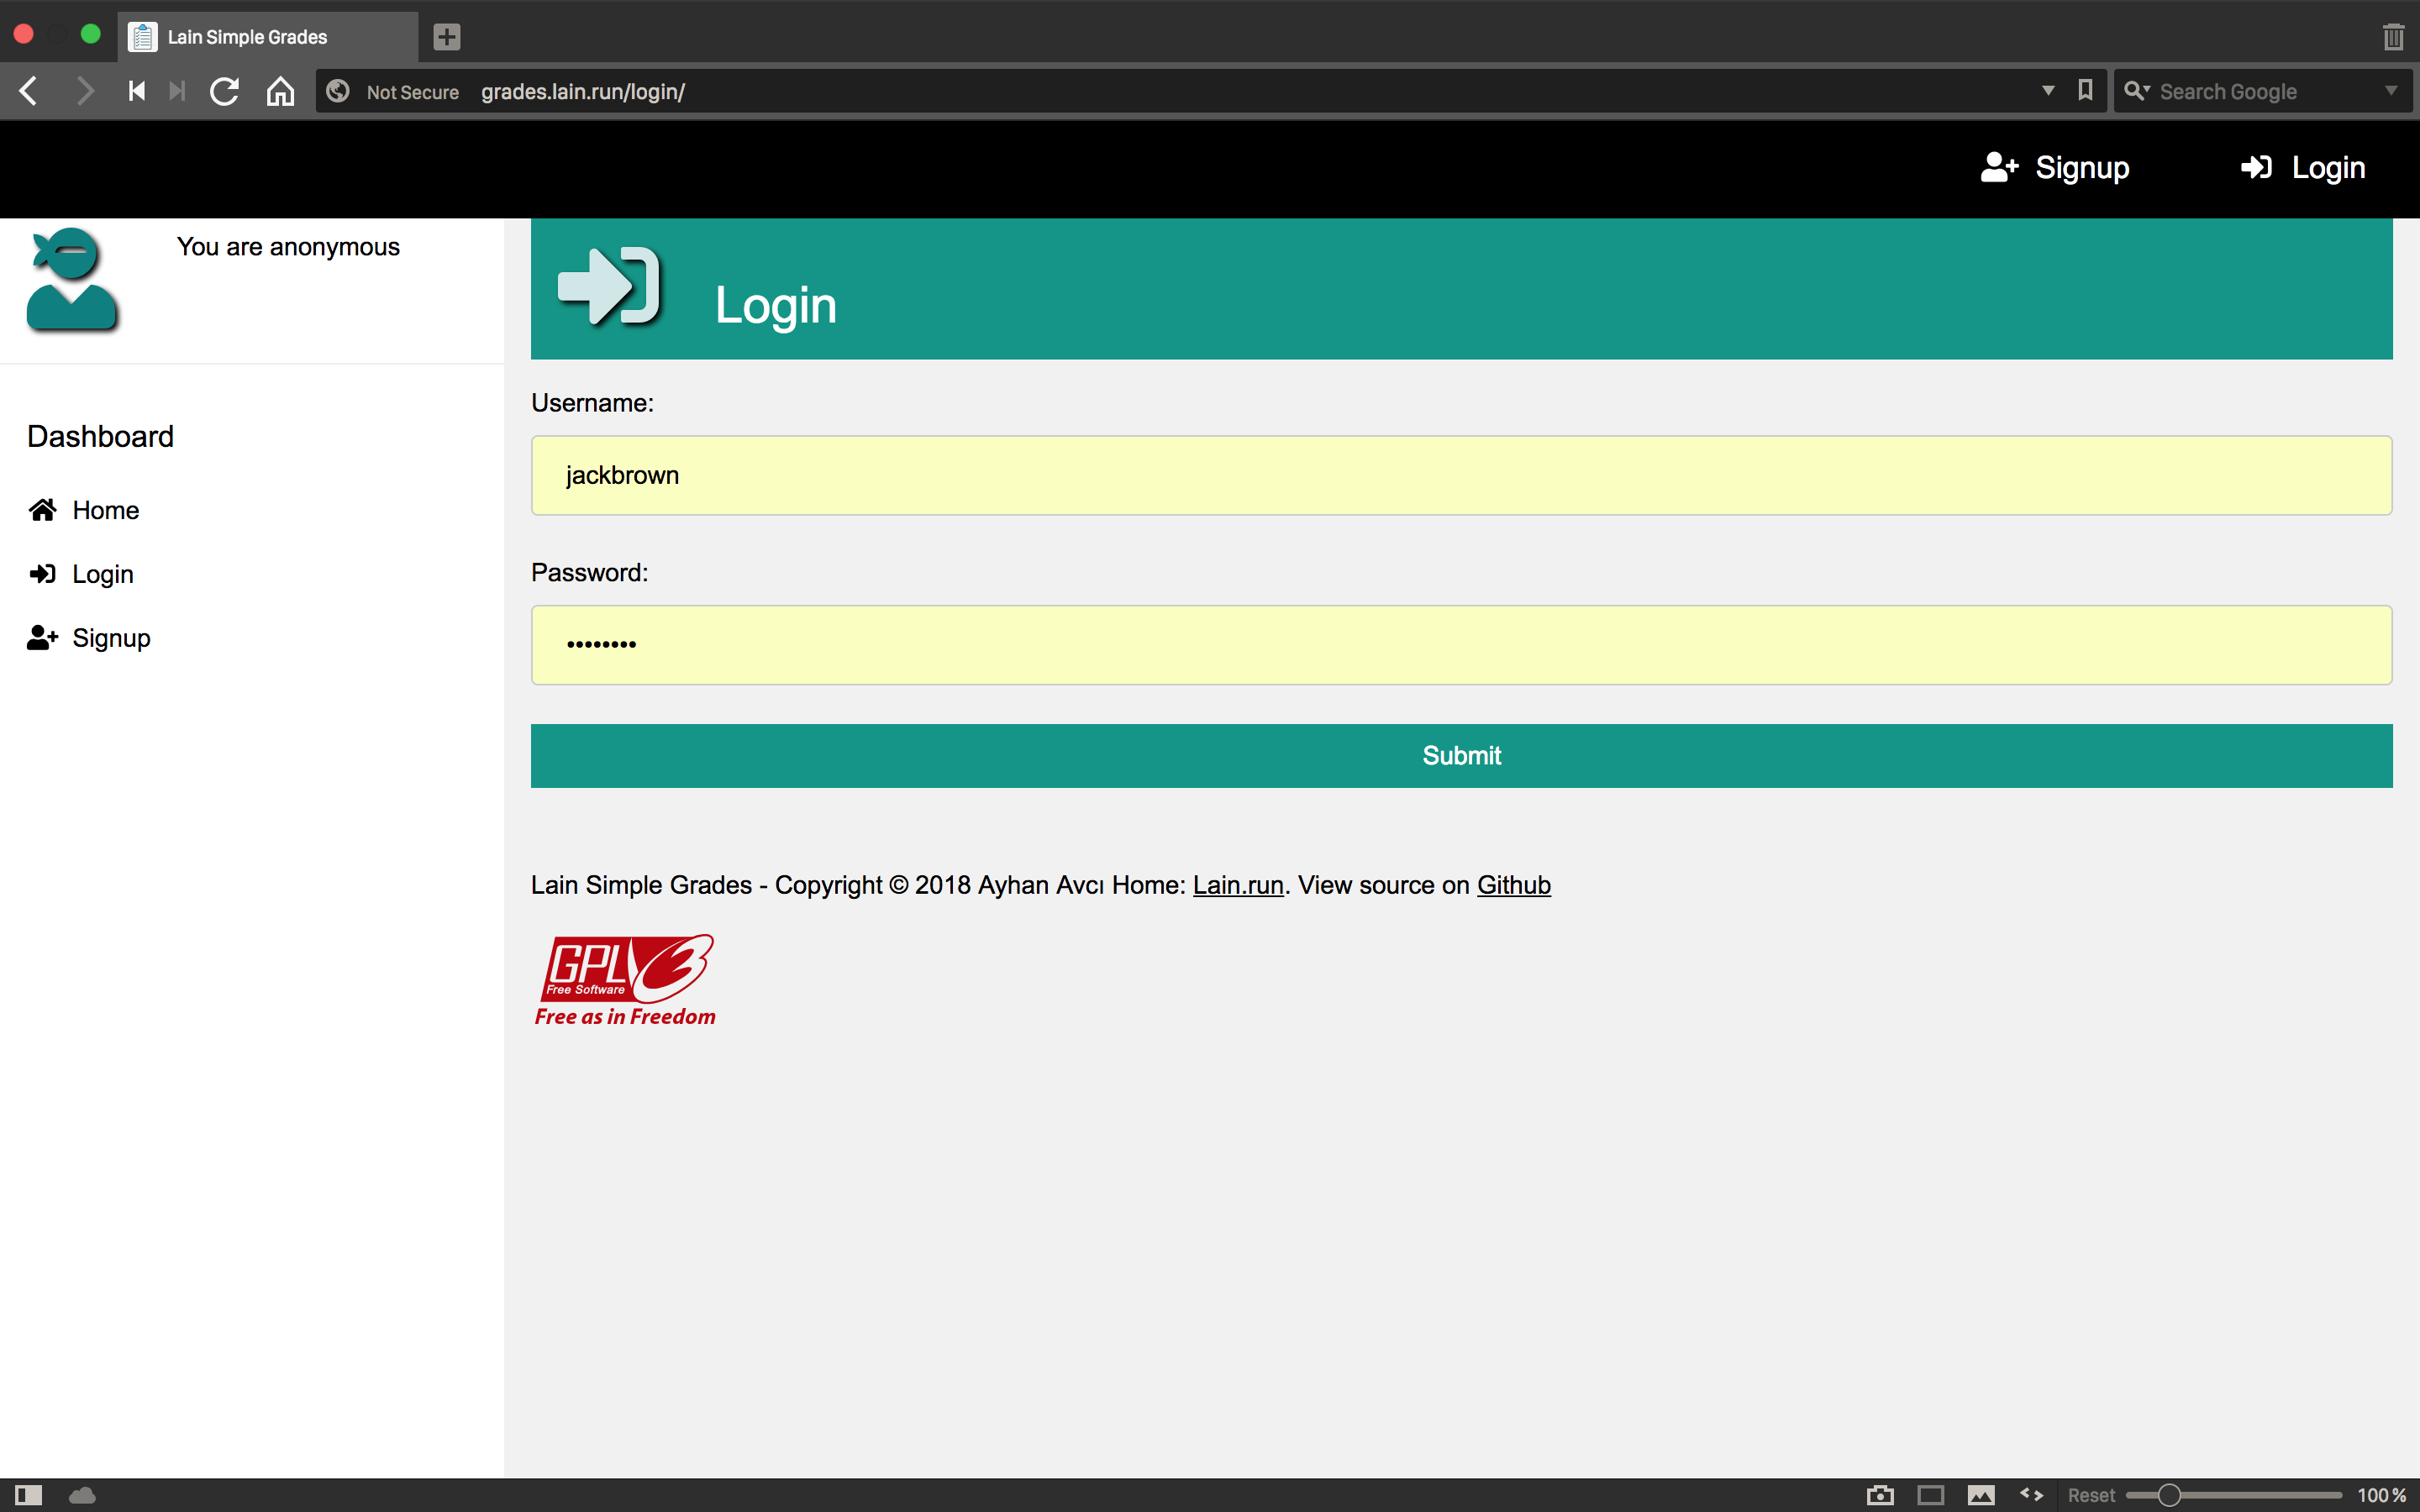 Lain Simple Grades
Not Secure grades.lain.run/login/
Search Google
Signup
Login
You are anonymous
Login
Dashboard
Home
Login
Signup
Username:
jackbrown
Password:
••••••••
Submit
Lain Simple Grades - Copyright © 2018 Ayhan Avcı Home: Lain.run. View source on Github
GPLv3
Free Software
Free as in Freedom
Reset 100 %